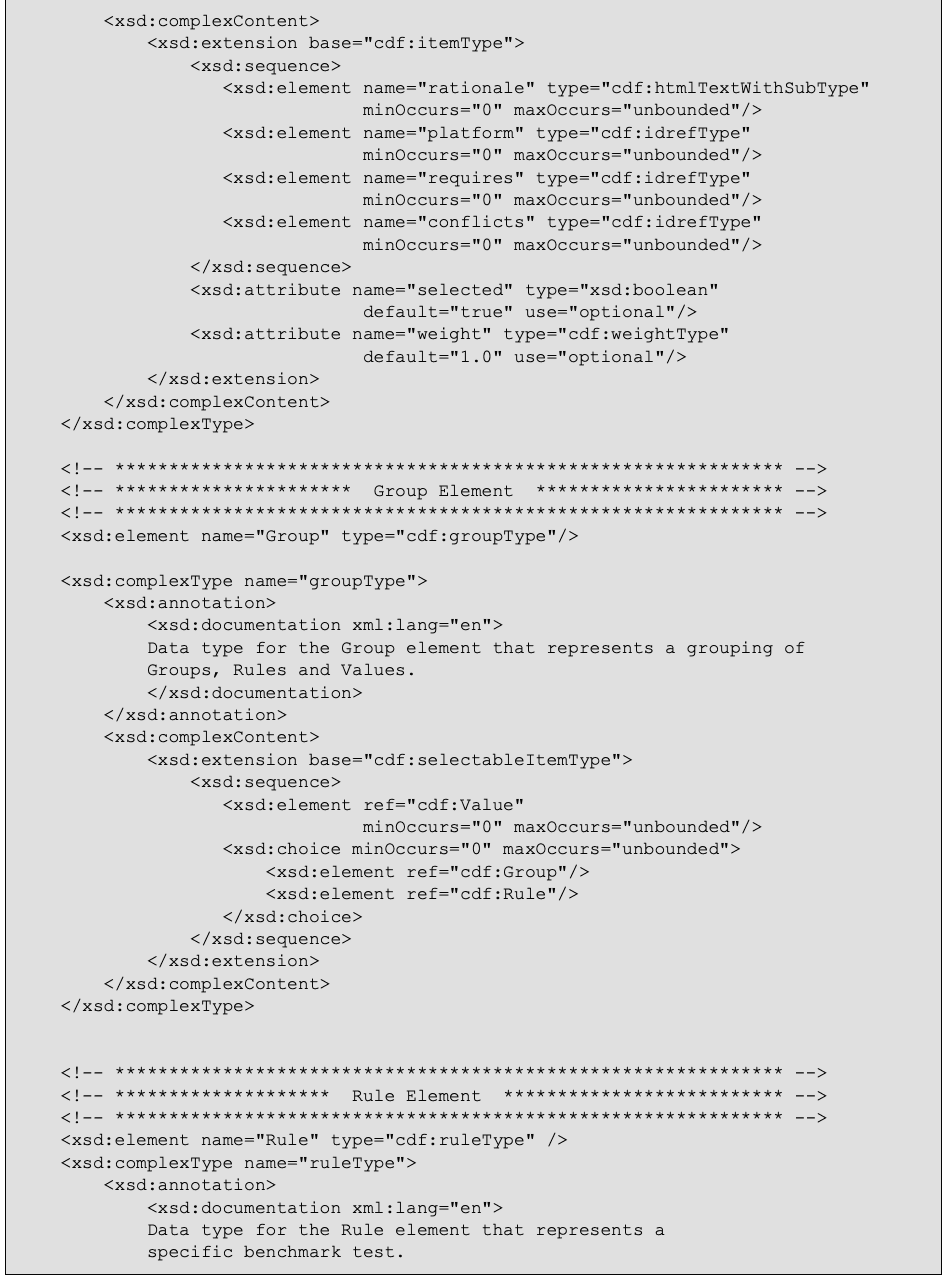 <xsd:complexContent>
<xsd:extension base="cdf:itemType">
<xsd:sequence>
<xsd:element name="rationale" type="cdf:htmlTextWithSubType"
minOccurs="0" maxOccurs="unbounded"/>
<xsd:element name="platform" type="cdf:idrefType"
minOccurs="0" maxOccurs="unbounded"/>
<xsd:element name="requires" type="cdf:idrefType"
minOccurs="0" maxOccurs="unbounded"/>
<xsd:element name="conflicts" type="cdf:idrefType"
minOccurs="0" maxOccurs="unbounded"/>
</xsd:sequence>
<xsd:attribute name="selected" type="xsd:boolean"
default="true" use="optional"/>
<xsd:attribute name="weight" type="cdf:weightType"
default="1.0" use="optional"/>
</xsd:extension>
</xsd:complexContent>
</xsd:complexType>
<!-- ************************************************************** -->
<!-- ********************** Group Element *********************** -->
<!-- ************************************************************** -->
<xsd:element name="Group" type="cdf:groupType"/>
<xsd:complexType name="groupType">
<xsd:annotation>
<xsd:documentation xml:lang="en">
Data type for the Group element that represents a grouping of
Groups, Rules and Values.
</xsd:documentation>
</xsd:annotation>
<xsd:complexContent>
<xsd:extension base="cdf:selectableItemType">
<xsd:sequence>
<xsd:element ref="cdf:Value"
minOccurs="0" maxOccurs="unbounded"/>
<xsd:choice minOccurs="0" maxOccurs="unbounded">
<xsd:element ref="cdf:Group"/>
<xsd:element ref="cdf:Rule"/>
</xsd:choice>
</xsd:sequence>
</xsd:extension>
</xsd:complexContent>
</xsd:complexType>
<!-- ************************************************************** -->
<!-- ******************** Rule Element ************************** -->
<!-- ************************************************************** -->
<xsd:element name="Rule" type="cdf:ruleType" />
<xsd:complexType name="ruleType">
<xsd:annotation>
<xsd:documentation xml:lang="en">
Data type for the Rule element that represents a
specific benchmark test.